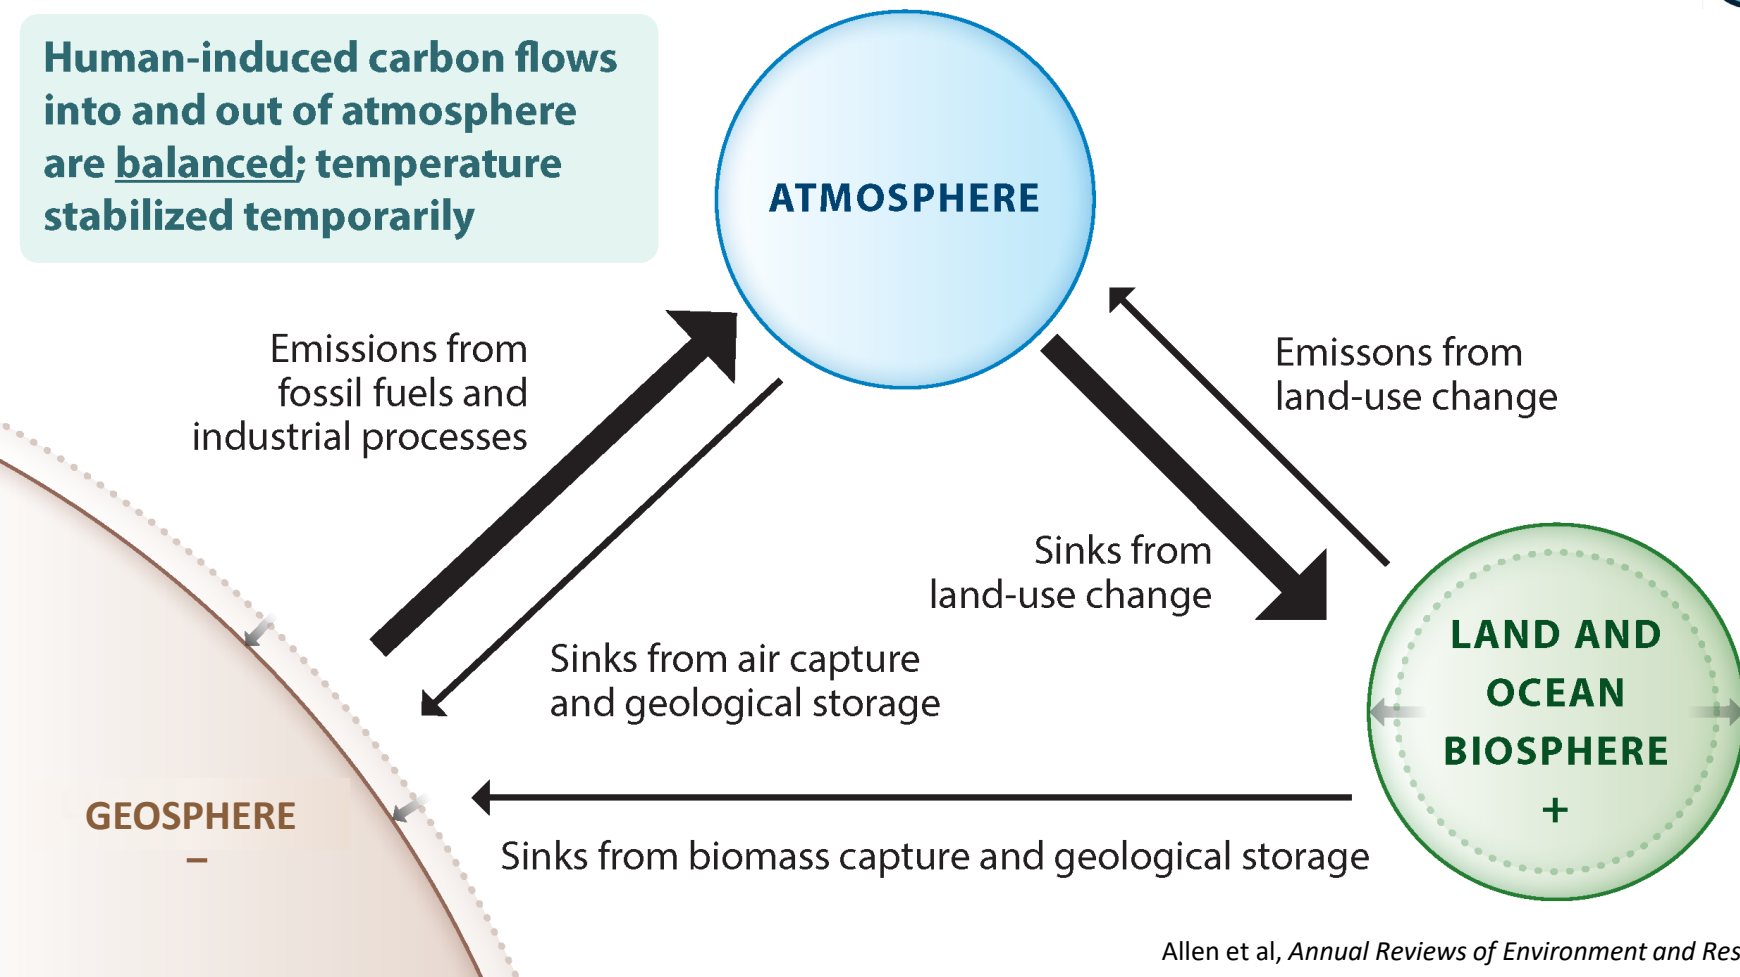 Human-induced carbon flows
into and out of atmosphere
are balanced; temperature
stabilized temporarily
ATMOSPHERE
Emissions from
fossil fuels and
industrial processes
Emissons from
land-use change
Sinks from
land-use change
Sinks from air capture
and geological storage
LAND AND
OCEAN
BIOSPHERE
+
GEOSPHERE
–
Sinks from biomass capture and geological storage
Allen et al, Annual Reviews of Environment and Res